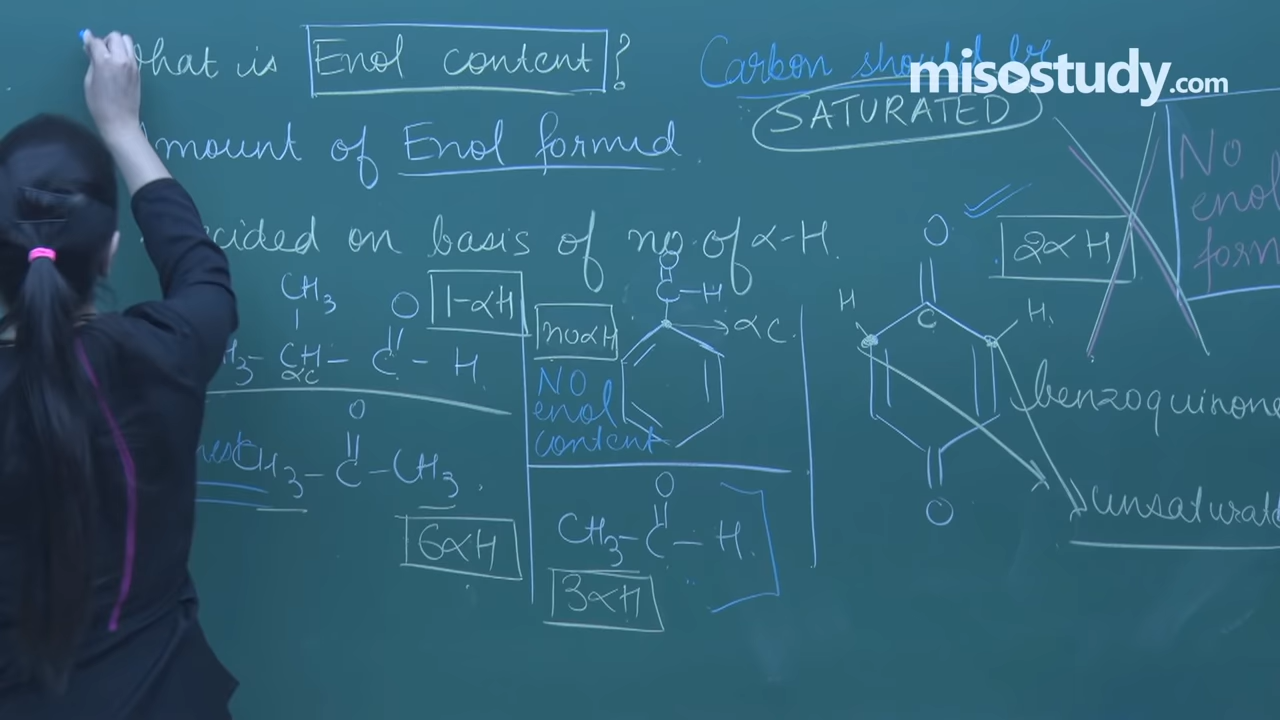 What is Enol content ?
Carbon should be
SATURATED
misostudy.com
Amount of Enol formed.
No
enol
form
decided on basis of no. of α-H.
2αH
CH3
O
1-αH
CH - C - H
αC
no αH
NO
enol
content
O
C-H
αC
O
H
H
C
O
benzoquinone
unsaturate
O
CH3 - C - CH3
6αH
O
CH3 - C - H
3αH